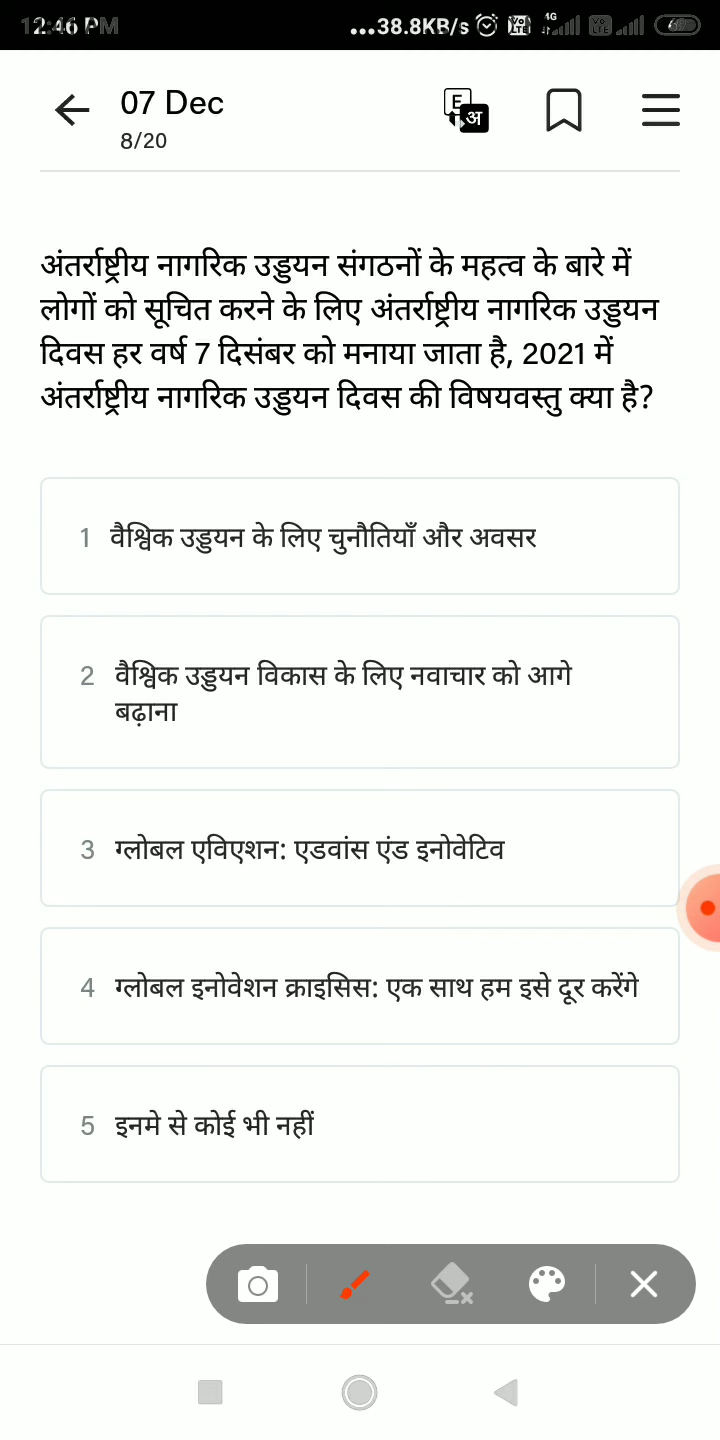 12:46 PM ...38.8KB/s 4G
07 Dec
8/20
E
अ
अंतर्राष्ट्रीय नागरिक उड्डयन संगठनों के महत्व के बारे में
लोगों को सूचित करने के लिए अंतर्राष्ट्रीय नागरिक उड्डयन
दिवस हर वर्ष 7 दिसंबर को मनाया जाता है, 2021 में
अंतर्राष्ट्रीय नागरिक उड्डयन दिवस की विषयवस्तु क्या है?
1 वैश्विक उड्डयन के लिए चुनौतियाँ और अवसर
2 वैश्विक उड्डयन विकास के लिए नवाचार को आगे
बढ़ाना
3 ग्लोबल एविएशन: एडवांस एंड इनोवेटिव
4 ग्लोबल इनोवेशन क्राइसिस: एक साथ हम इसे दूर करेंगे
5 इनमे से कोई भी नहीं